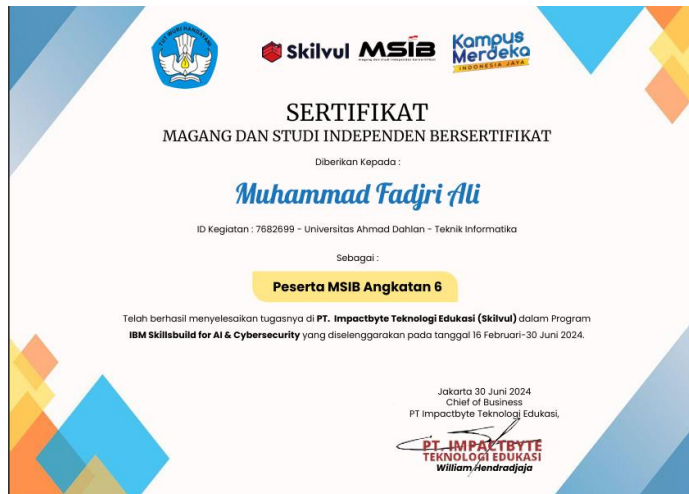 TUT WURI HANDAYANI
Skilvul
MSIB
Kampus
Merdeka
INDONESIA JAYA
SERTIFIKAT
MAGANG DAN STUDI INDEPENDEN BERSERTIFIKAT
Diberikan Kepada :
Muhammad Fadjri Ali
ID Kegiatan : 7682699 - Universitas Ahmad Dahlan - Teknik Informatika
Sebagai :
Peserta MSIB Angkatan 6
Telah berhasil menyelesaikan tugasnya di PT. Impactbyte Teknologi Edukasi (Skilvul) dalam Program
IBM Skillsbuild for AI & Cybersecurity yang diselenggarakan pada tanggal 16 Februari-30 Juni 2024.
Jakarta 30 Juni 2024
Chief of Business
PT Impactbyte Teknologi Edukasi,
PT. IMPACTBYTE
TEKNOLOGI EDUKASI
William Hendradjaja